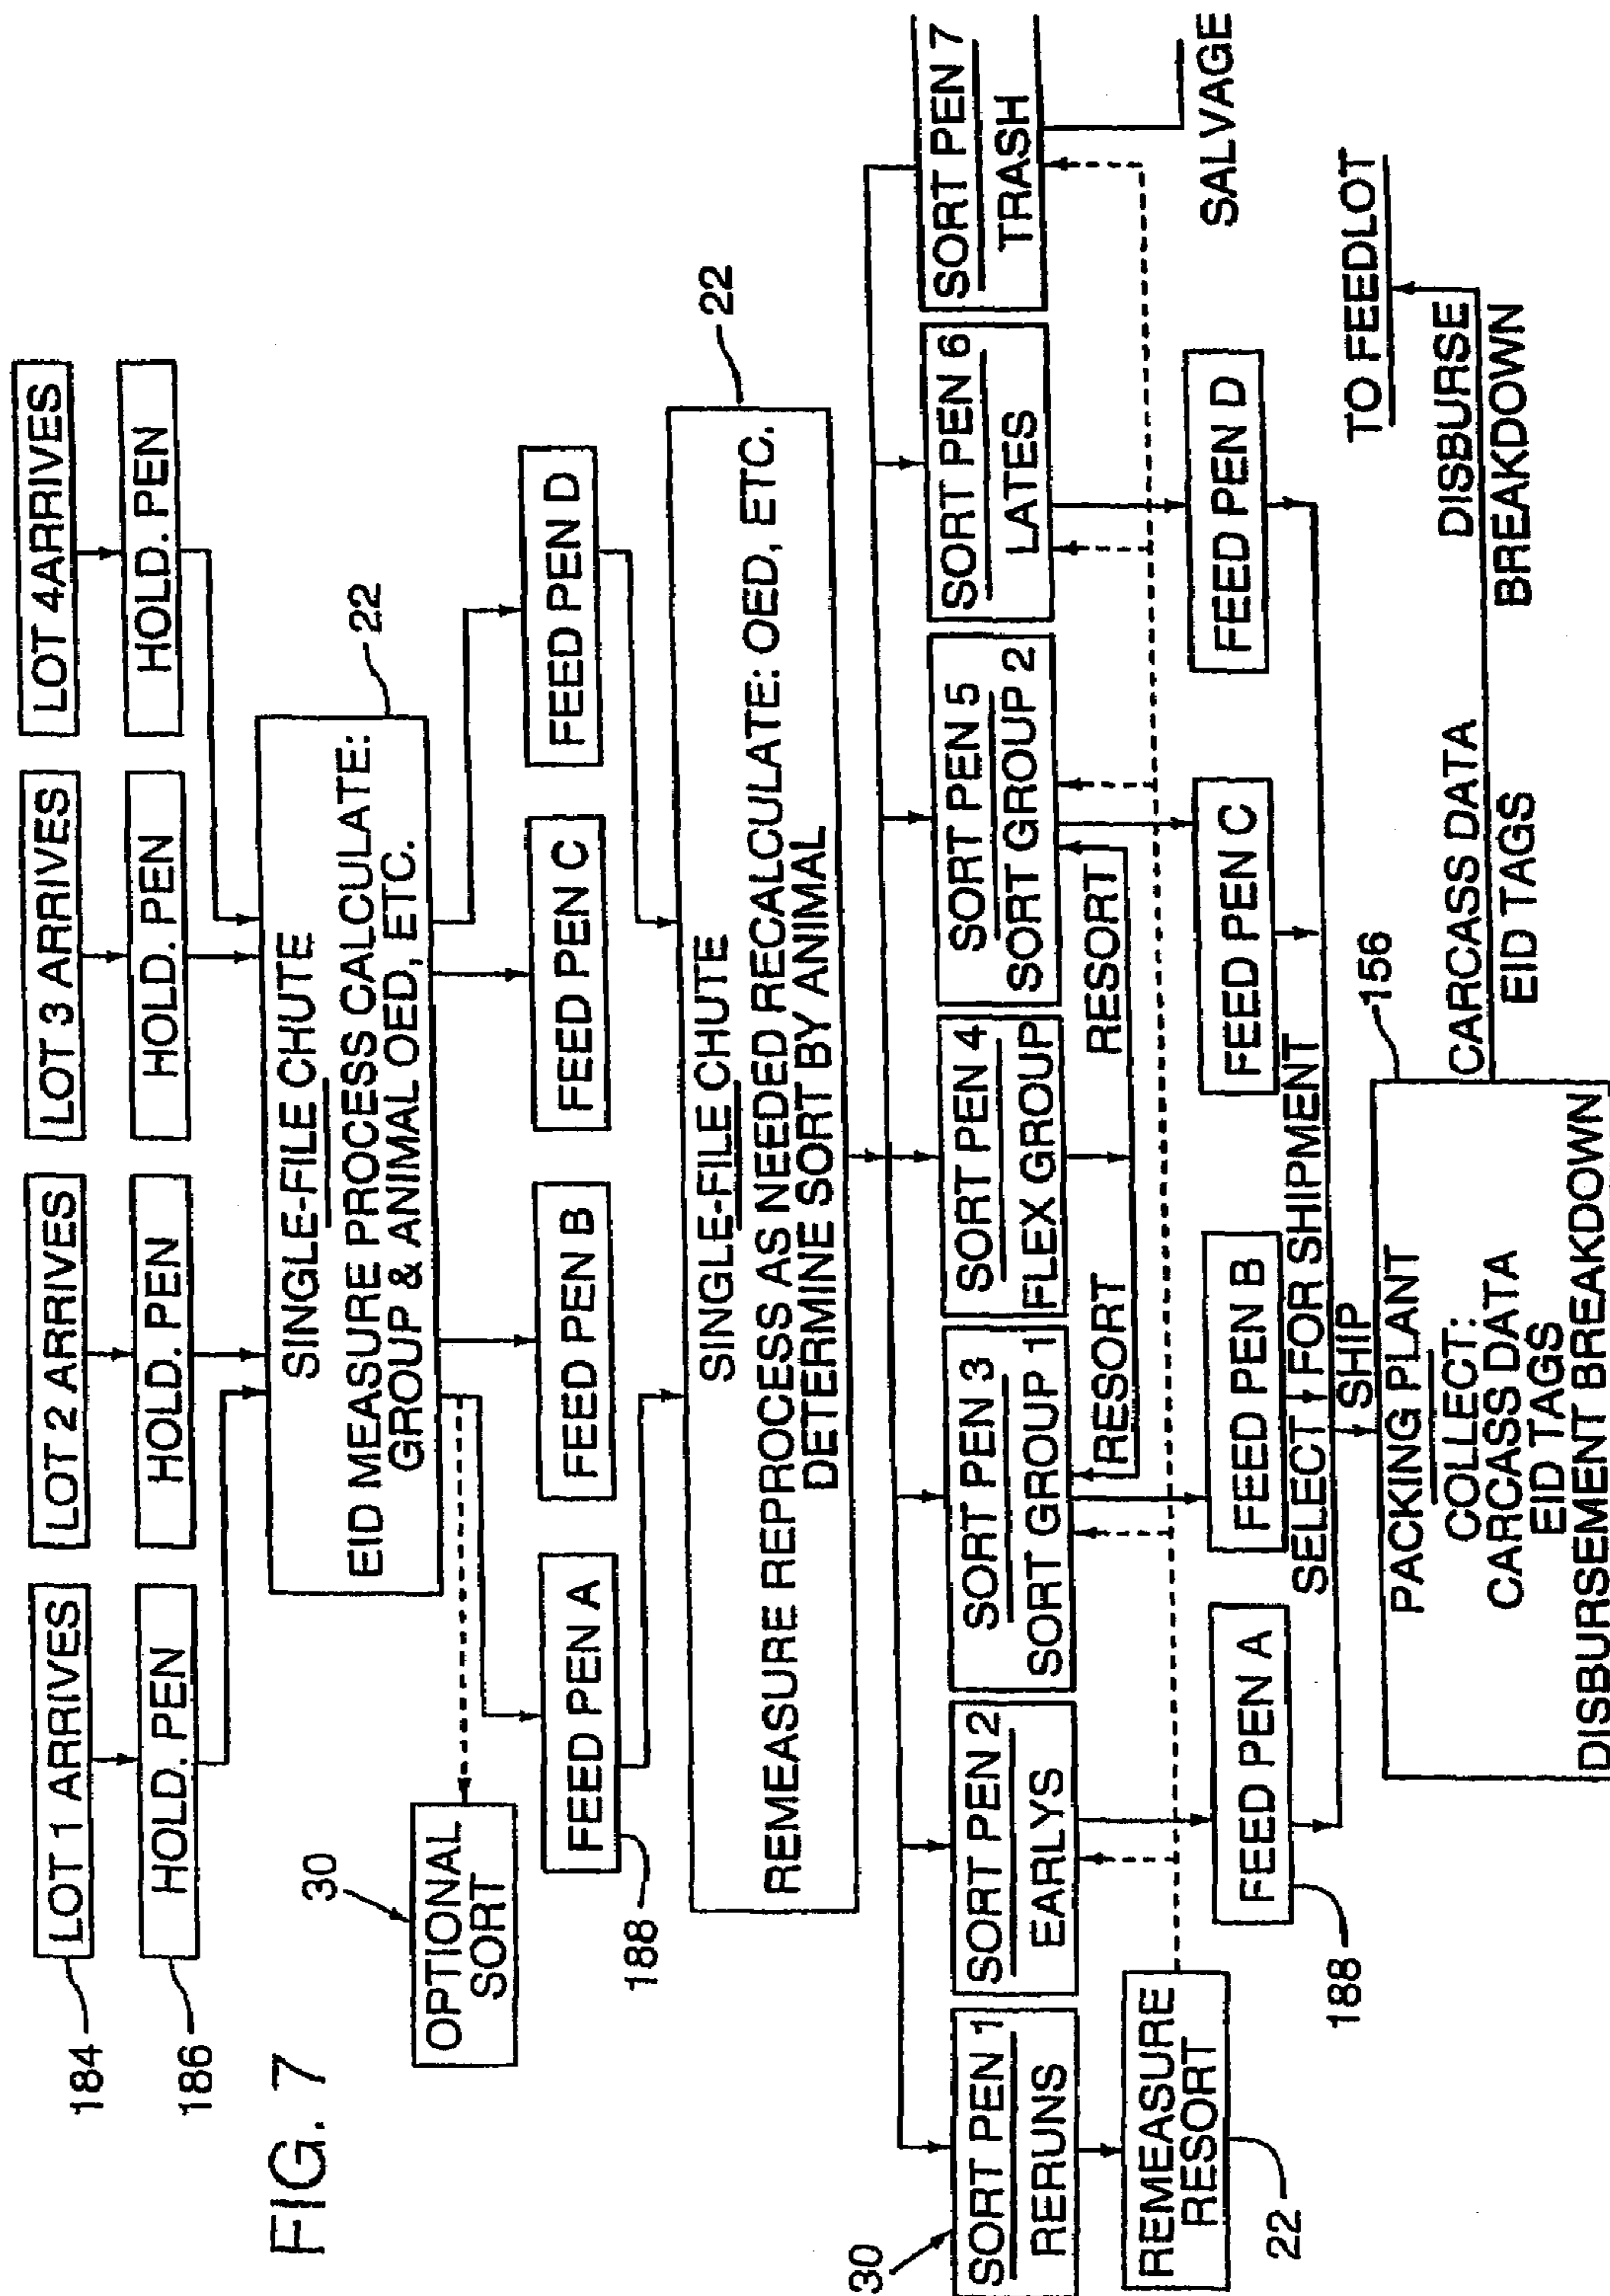 FIG. 7
184
LOT 1 ARRIVES
LOT 2 ARRIVES
LOT 3 ARRIVES
LOT 4ARRIVES
186
HOLD. PEN
HOLD. PEN
HOLD. PEN
HOLD. PEN
SINGLE-FILE CHUTE
EID MEASURE PROCESS CALCULATE:
GROUP & ANIMAL OED, ETC.
22
30
OPTIONAL
SORT
188
FEED PEN A
FEED PEN B
FEED PEN C
FEED PEN D
SINGLE-FILE CHUTE
REMEASURE REPROCESS AS NEEDED RECALCULATE: OED, ETC.
DETERMINE SORT BY ANIMAL
22
30
SORT PEN 1
RERUNS
SORT PEN 2
EARLYS
SORT PEN 3
SORT GROUP 1
SORT PEN 4
FLEX GROUP
SORT PEN 5
SORT GROUP 2
SORT PEN 6
LATES
SORT PEN 7
TRASH
RESORT
RESORT
SALVAGE
REMEASURE
RESORT
22
188
FEED PEN A
FEED PEN B
FEED PEN C
FEED PEN D
SELECT FOR SHIPMENT
SHIP
PACKING PLANT
COLLECT:
CARCASS DATA
EID TAGS
DISBURSEMENT BREAKDOWN
156
CARCASS DATA
EID TAGS
DISBURSE
BREAKDOWN
TO FEEDLOT